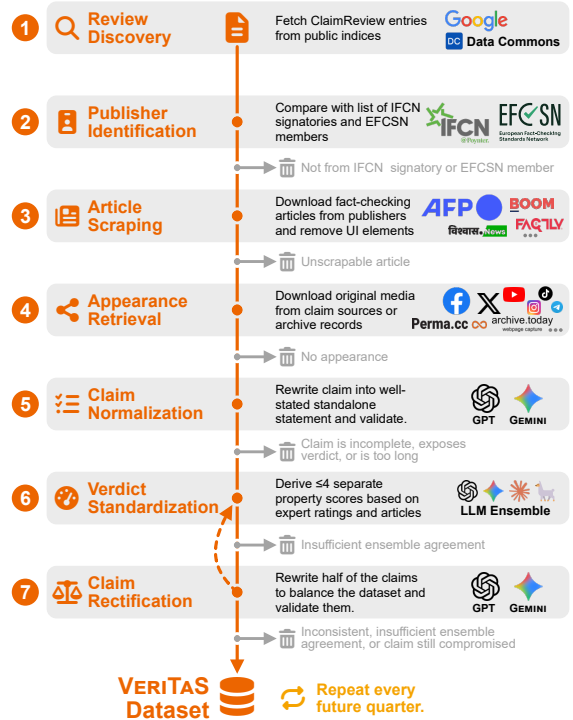 1
Review
Discovery
Fetch ClaimReview entries
from public indices
Google
DC Data Commons
2
Publisher
Identification
Compare with list of IFCN
signatories and EFCSN
members
IFCN
@Poynter.
EFCSN
European Fact-Checking
Standards Network
Not from IFCN signatory or EFCSN member
3
Article
Scraping
Download fact-checking
articles from publishers
and remove UI elements
AFP
BOOM
विश्वास.News
FACTLY
Unscrapable article
4
Appearance
Retrieval
Download original media
from claim sources or
archive records
Perma.cc
archive.today
webpage capture
No appearance
5
Claim
Normalization
Rewrite claim into well-
stated standalone
statement and validate.
GPT
GEMINI
Claim is incomplete, exposes
verdict, or is too long
6
Verdict
Standardization
Derive ≤4 separate
property scores based on
expert ratings and articles
LLM Ensemble
Insufficient ensemble agreement
7
Claim
Rectification
Rewrite half of the claims
to balance the dataset and
validate them.
GPT
GEMINI
Inconsistent, insufficient ensemble
agreement, or claim still compromised
VERITAS
Dataset
Repeat every
future quarter.